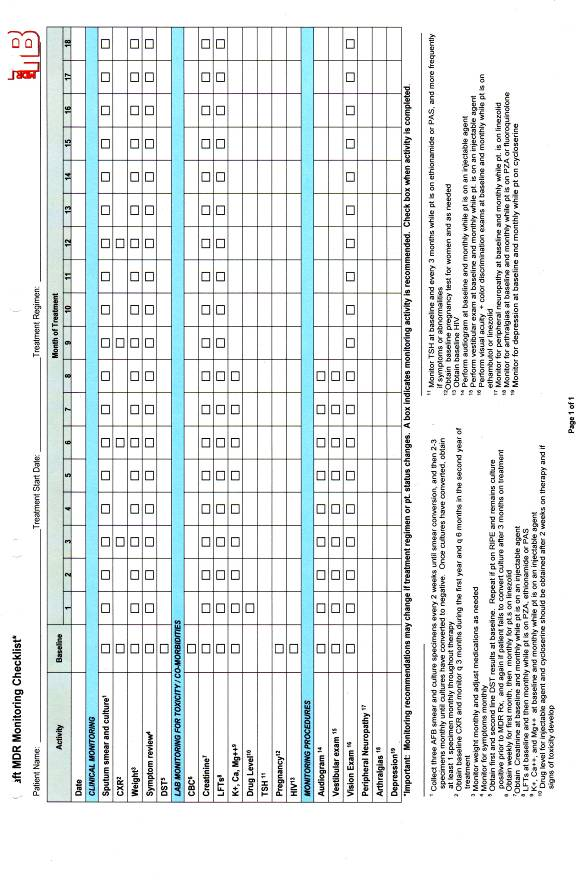 aft MDR Monitoring Checklist*
Patient Name: Treatment Start Date: Treatment Regimen:
Activity Baseline Month of Treatment
1 2 3 4 5 6 7 8 9 10 11 12 13 14 15 16 17 18
Date
CLINICAL MONITORING
Sputum smear and culture¹
CXR²
Weight³
Symptom review⁴
DST⁵
LAB MONITORING FOR TOXICITY / CO-MORBIDITIES
CBC⁶
Creatinine⁷
LFTs⁸
K+, Ca, Mg++⁹
Drug Level¹⁰
TSH ¹¹
Pregnancy¹²
HIV¹³
MONITORING PROCEDURES
Audiogram ¹⁴
Vestibular exam ¹⁵
Vision Exam ¹⁶
Peripheral Neuropathy ¹⁷
Arthralgias ¹⁸
Depression¹⁹
*Important: Monitoring recommendations may change if treatment regimen or pt. status changes. A box indicates monitoring activity is recommended. Check box when activity is completed.
¹ Collect three AFB smear and culture specimens every 2 weeks until smear conversion, and then 2-3
specimens monthly until cultures have converted to negative. Once cultures have converted, obtain
at least 1 specimen monthly throughout therapy
² Obtain baseline CXR and monitor q 3 months during the first year and q 6 months in the second year of
treatment
³ Monitor weight monthly and adjust medications as needed
⁴ Monitor for symptoms monthly
⁵ Obtain first and second line DST results at baseline. Repeat if pt on RIPE and remains culture
positive prior to MDR Rx, and again if patient fails to convert culture after 3 months on treatment
⁶ Obtain weekly for first month, then monthly for pt.s on linezolid
⁷ Obtain Creatinine at baseline and monthly while pt is on an injectable agent
⁸ LFTs at baseline and then monthly while pt is on PZA, ethionamide or PAS
⁹ K+, Ca++, and Mg++ at baseline and monthly while pt is on an injectable agent
¹⁰ Drug level for injectable agent and cycloserine should be obtained after 2 weeks on therapy and if
signs of toxicity develop
¹¹ Monitor TSH at baseline and every 3 months while pt is on ethionamide or PAS, and more frequently
if symptoms or abnormalities
¹² Obtain baseline pregnancy test for women and as needed
¹³ Obtain baseline HIV
¹⁴ Perform audiogram at baseline and monthly while pt is on an injectable agent
¹⁵ Perform vestibular exam at baseline and monthly while pt. is on an injectable agent
¹⁶ Perform visual acuity + color discrimination exams at baseline and monthly while pt is on
ethambutol or linezolid
¹⁷ Monitor for peripheral neuropathy at baseline and monthly while pt. is on linezolid
¹⁸ Monitor for arthralgias at baseline and monthly while pt is on PZA or fluoroquinolone
¹⁹ Monitor for depression at baseline and monthly while pt on cycloserine
Page 1 of 1